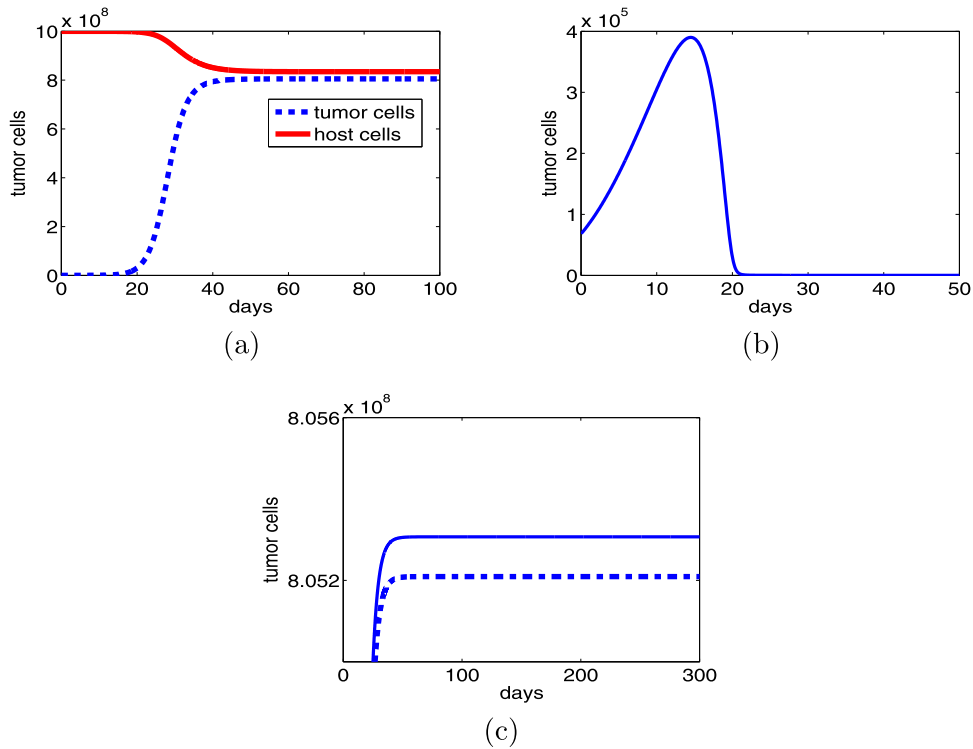 x 10^8
10
8
6
4
2
0
tumor cells
tumor cells
host cells
0 20 40 60 80 100
days
(a)
x 10^5
4
3
2
1
0
tumor cells
0 10 20 30 40 50
days
(b)
8.056 x 10^8
8.052
tumor cells
0 100 200 300
days
(c)